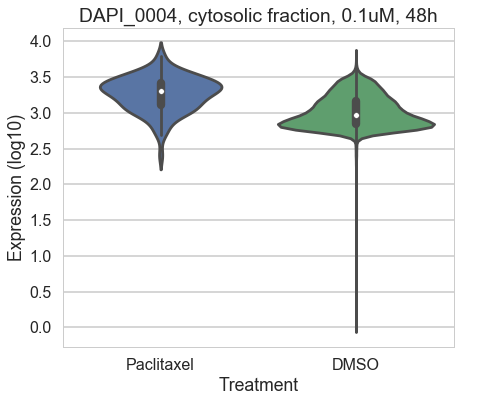 DAPI_0004, cytosolic fraction, 0.1uM, 48h
Expression (log10)
4.0
3.5
3.0
2.5
2.0
1.5
1.0
0.5
0.0
Paclitaxel
DMSO
Treatment